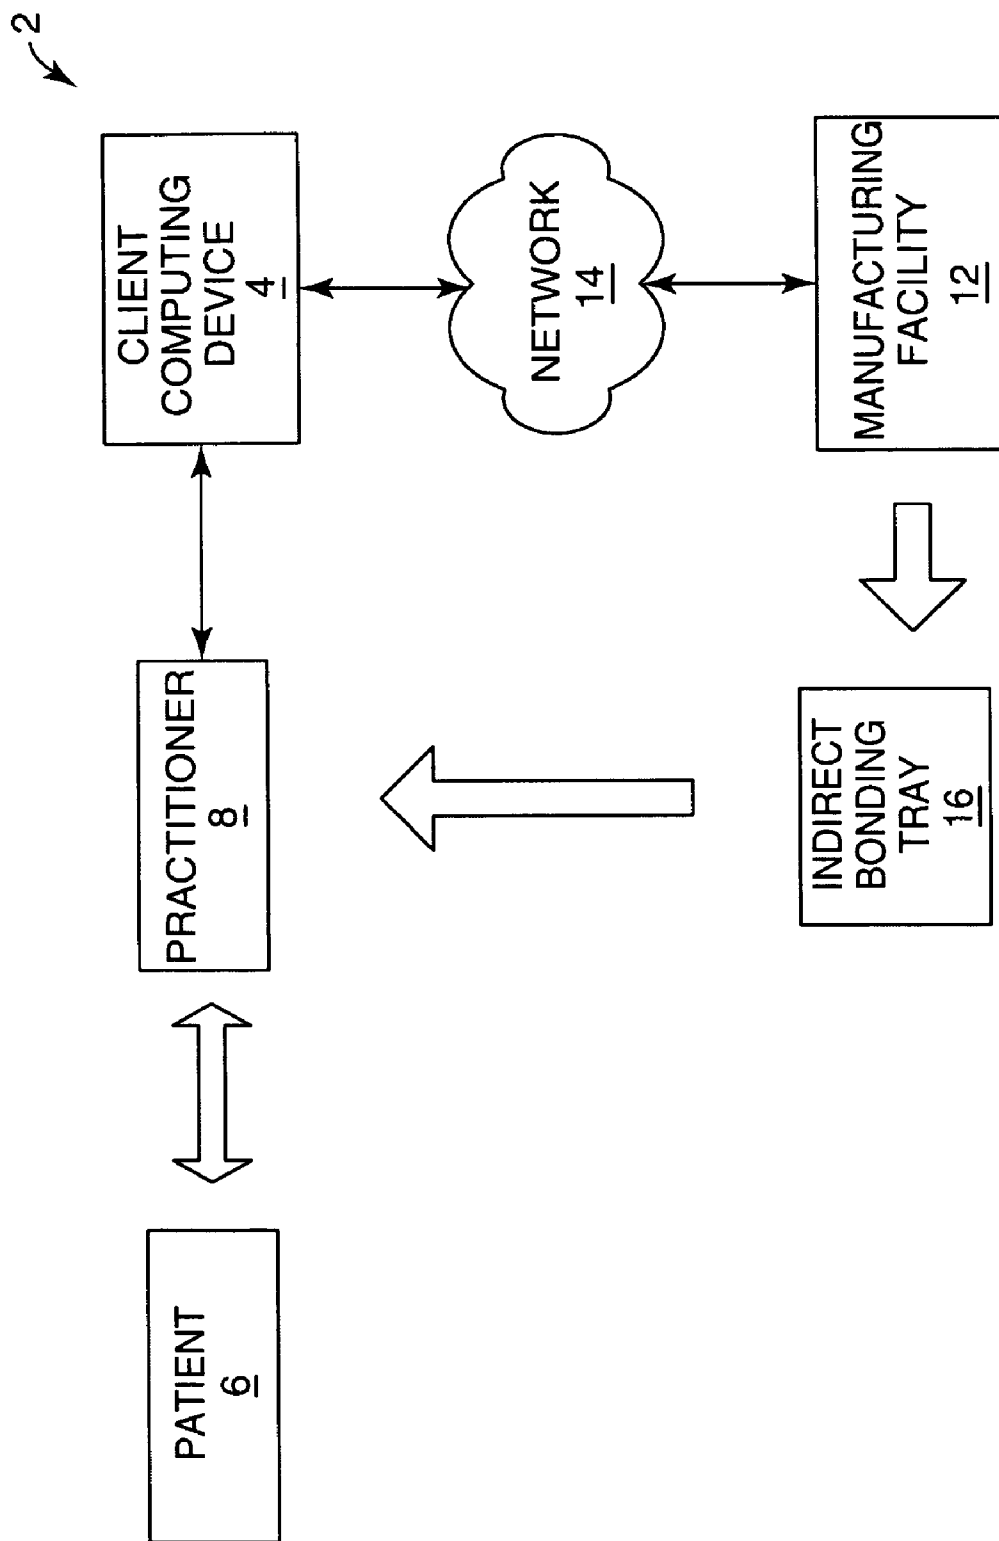 2
PATIENT
6
PRACTITIONER
8
CLIENT
COMPUTING
DEVICE
4
NETWORK
14
INDIRECT
BONDING
TRAY
16
MANUFACTURING
FACILITY
12